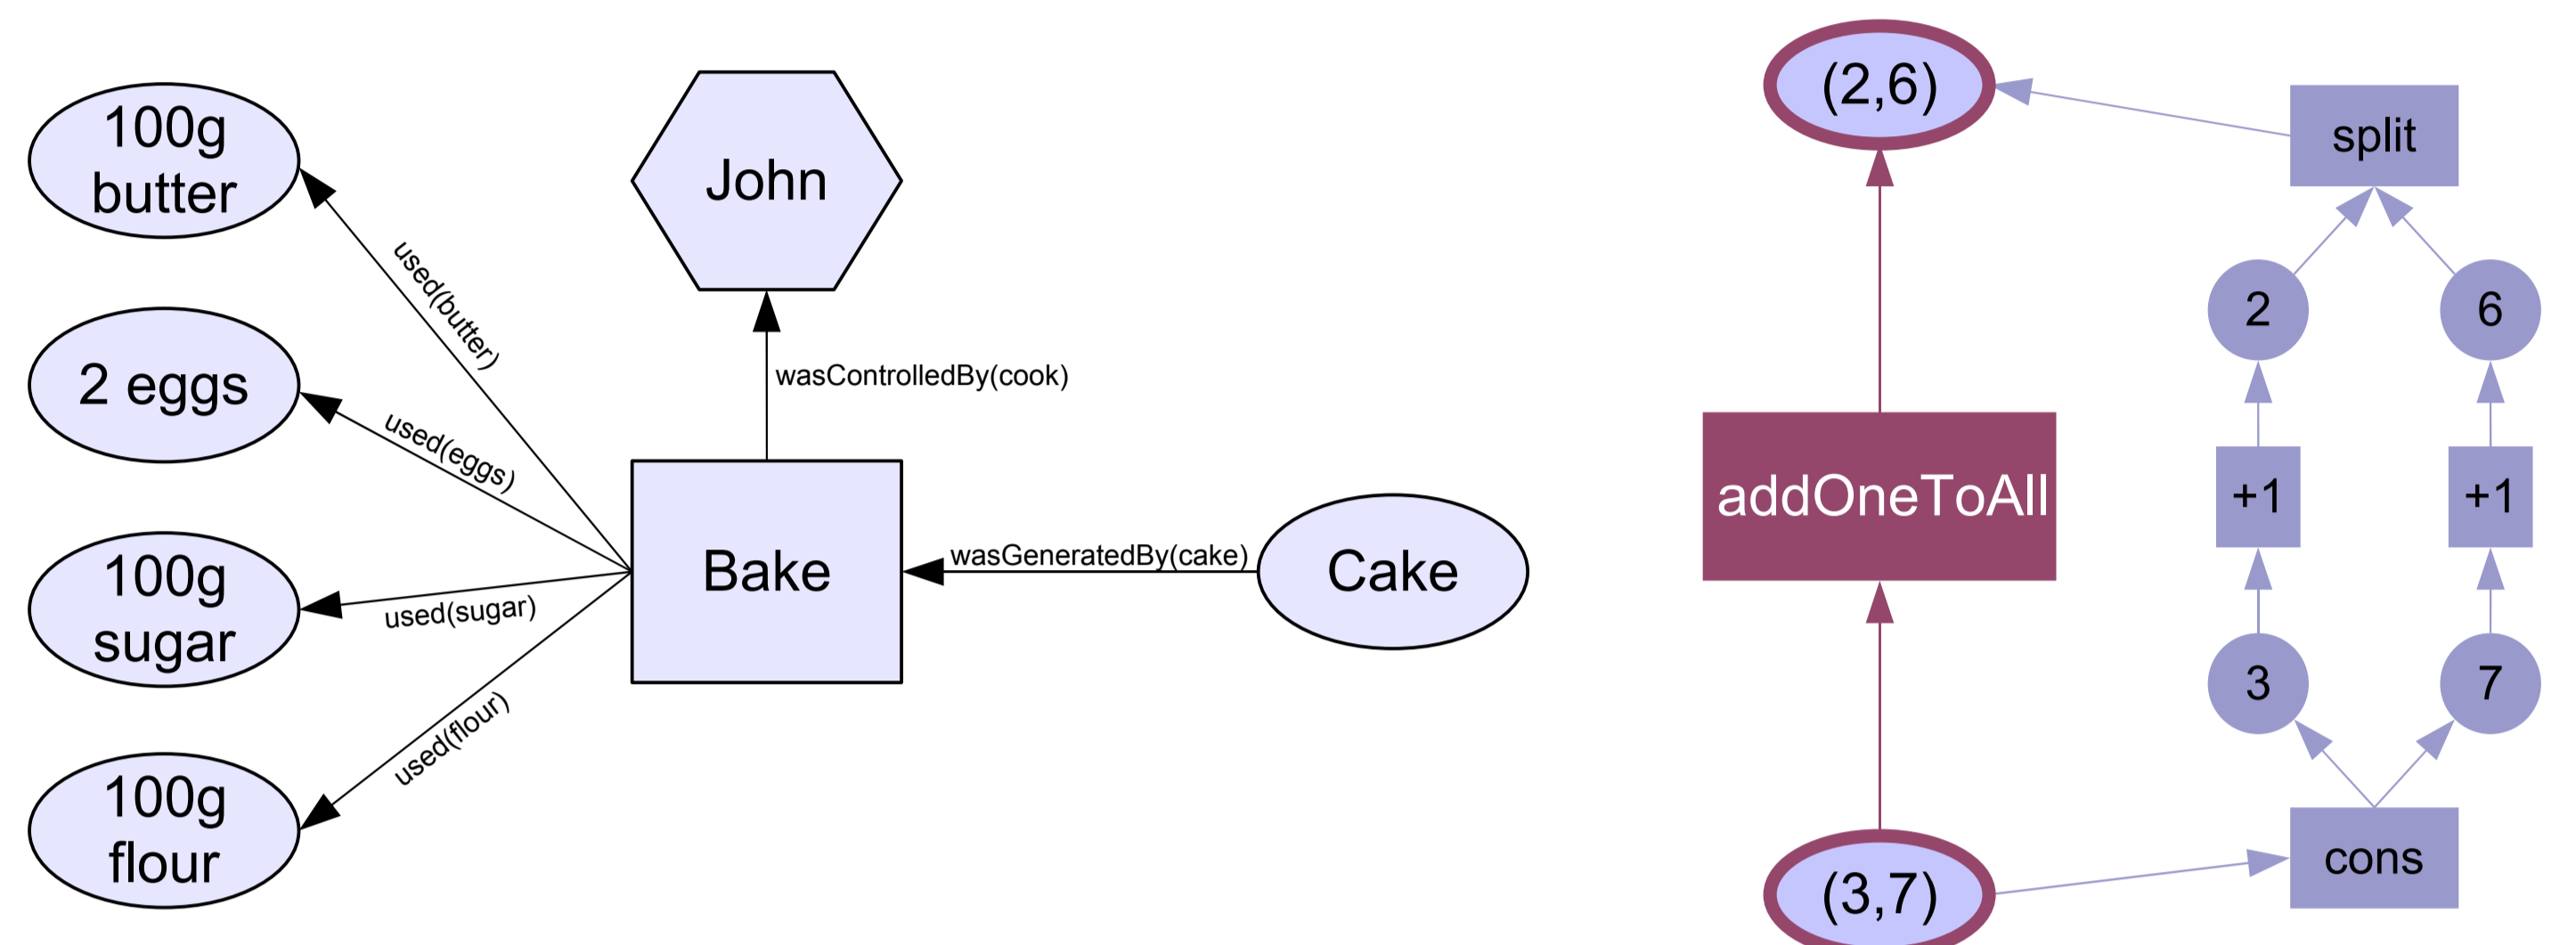 100g
butter
2 eggs
100g
sugar
100g
flour
used(butter)
used(eggs)
used(sugar)
used(flour)
John
wasControlledBy(cook)
Bake
wasGeneratedBy(cake)
Cake
(2,6)
addOneToAll
(3,7)
split
2
6
+1
+1
3
7
cons